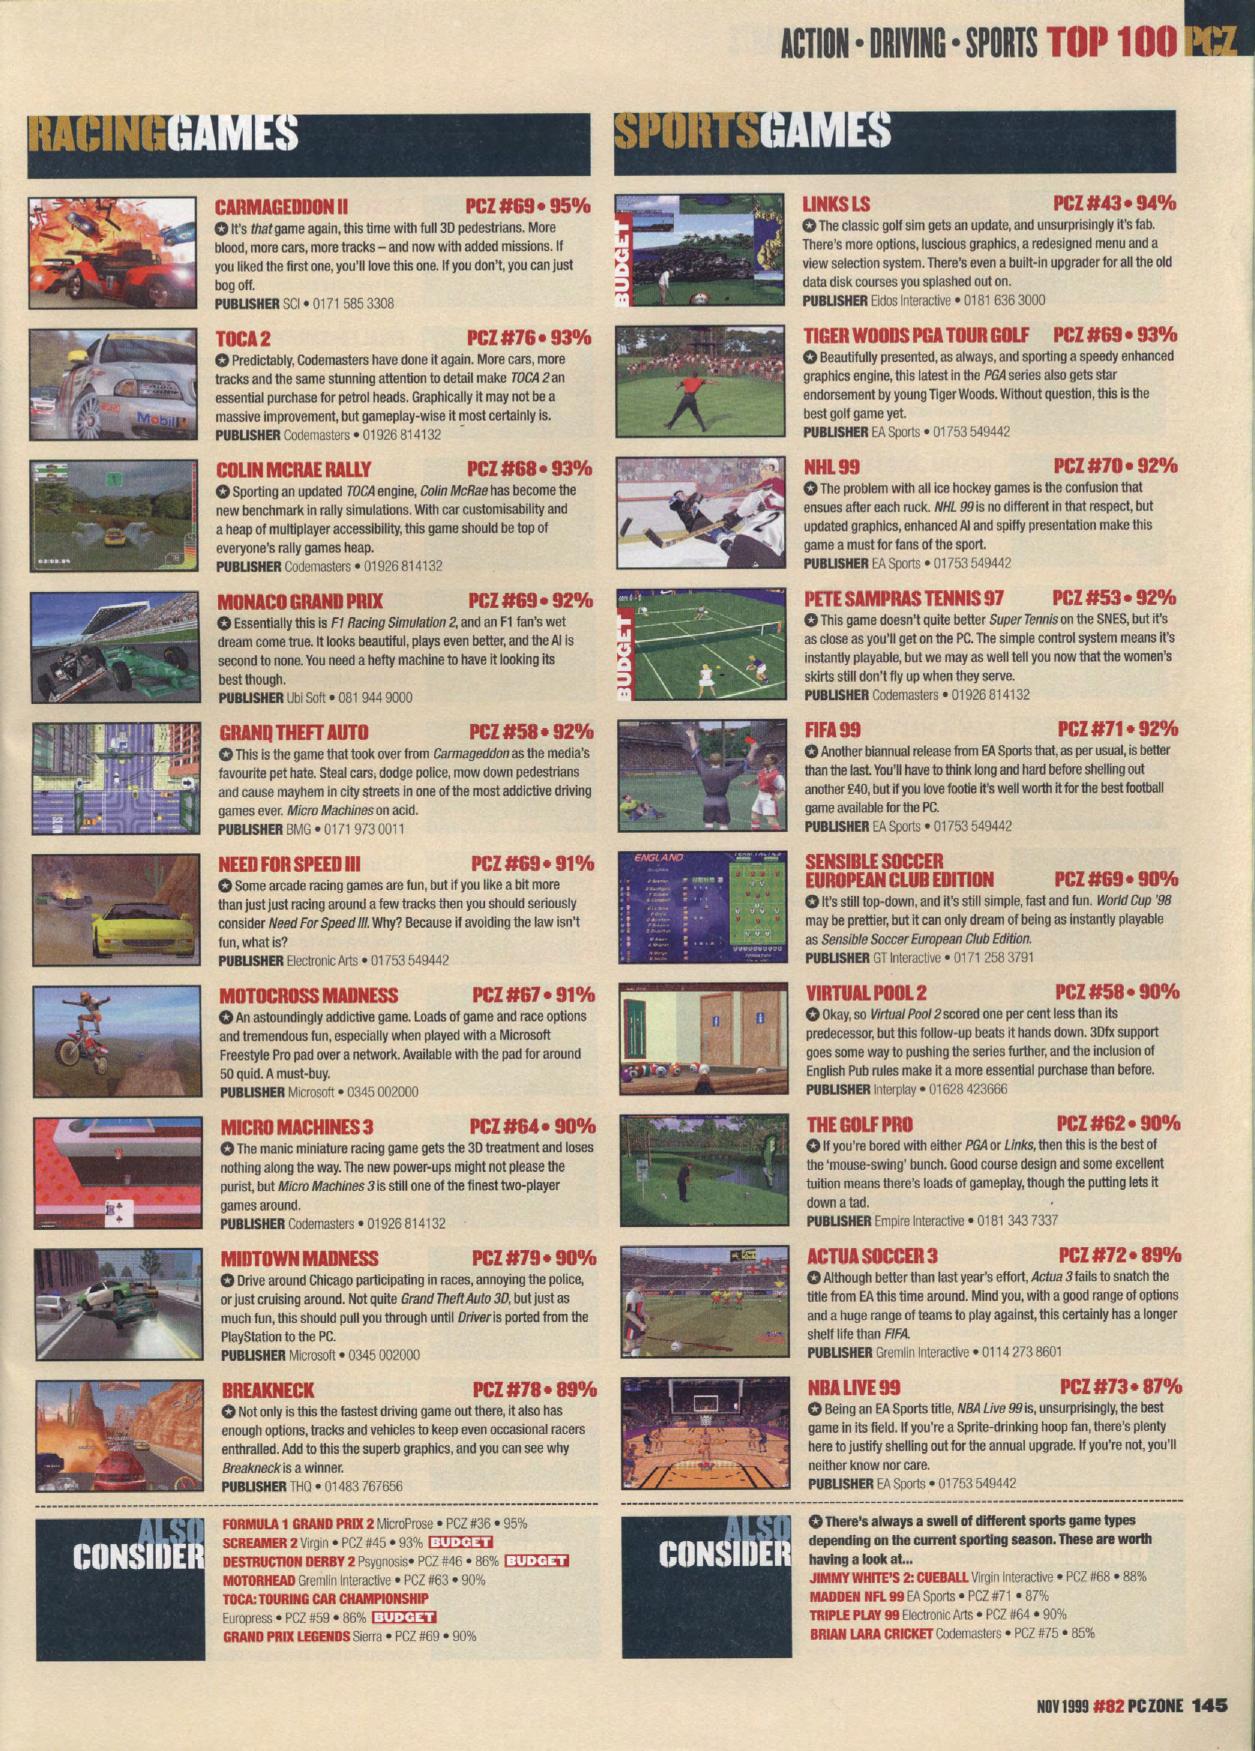 ACTION • DRIVING • SPORTS TOP 100 PCZ
RACINGGAMES
CARMAGEDDON II PCZ #69 • 95%
It's that game again, this time with full 3D pedestrians. More
blood, more cars, more tracks – and now with added missions. If
you liked the first one, you'll love this one. If you don't, you can just
bog off.
PUBLISHER SCI • 0171 585 3308
TOCA 2 PCZ #76 • 93%
Predictably, Codemasters have done it again. More cars, more
tracks and the same stunning attention to detail make TOCA 2 an
essential purchase for petrol heads. Graphically it may not be a
massive improvement, but gameplay-wise it most certainly is.
PUBLISHER Codemasters • 01926 814132
Mobil
COLIN MCRAE RALLY PCZ #68 • 93%
Sporting an updated TOCA engine, Colin McRae has become the
new benchmark in rally simulations. With car customisability and
a heap of multiplayer accessibility, this game should be top of
everyone's rally games heap.
PUBLISHER Codemasters • 01926 814132
MONACO GRAND PRIX PCZ #69 • 92%
Essentially this is F1 Racing Simulation 2, and an F1 fan's wet
dream come true. It looks beautiful, plays even better, and the AI is
second to none. You need a hefty machine to have it looking its
best though.
PUBLISHER Ubi Soft • 081 944 9000
GRAND THEFT AUTO PCZ #58 • 92%
This is the game that took over from Carmageddon as the media's
favourite pet hate. Steal cars, dodge police, mow down pedestrians
and cause mayhem in city streets in one of the most addictive driving
games ever. Micro Machines on acid.
PUBLISHER BMG • 0171 973 0011
NEED FOR SPEED III PCZ #69 • 91%
Some arcade racing games are fun, but if you like a bit more
than just just racing around a few tracks then you should seriously
consider Need For Speed III. Why? Because if avoiding the law isn't
fun, what is?
PUBLISHER Electronic Arts • 01753 549442
MOTOCROSS MADNESS PCZ #67 • 91%
An astoundingly addictive game. Loads of game and race options
and tremendous fun, especially when played with a Microsoft
Freestyle Pro pad over a network. Available with the pad for around
50 quid. A must-buy.
PUBLISHER Microsoft • 0345 002000
MICRO MACHINES 3 PCZ #64 • 90%
The manic miniature racing game gets the 3D treatment and loses
nothing along the way. The new power-ups might not please the
purist, but Micro Machines 3 is still one of the finest two-player
games around.
PUBLISHER Codemasters • 01926 814132
MIDTOWN MADNESS PCZ #79 • 90%
Drive around Chicago participating in races, annoying the police,
or just cruising around. Not quite Grand Theft Auto 3D, but just as
much fun, this should pull you through until Driver is ported from the
PlayStation to the PC.
PUBLISHER Microsoft • 0345 002000
BREAKNECK PCZ #78 • 89%
Not only is this the fastest driving game out there, it also has
enough options, tracks and vehicles to keep even occasional racers
enthralled. Add to this the superb graphics, and you can see why
Breakneck is a winner.
PUBLISHER THQ • 01483 767656
ALSO
CONSIDER
FORMULA 1 GRAND PRIX 2 MicroProse • PCZ #36 • 95%
SCREAMER 2 Virgin • PCZ #45 • 93% BUDGET
DESTRUCTION DERBY 2 Psygnosis • PCZ #46 • 86% BUDGET
MOTORHEAD Gremlin Interactive • PCZ #63 • 90%
TOCA: TOURING CAR CHAMPIONSHIP
Europress • PCZ #59 • 86% BUDGET
GRAND PRIX LEGENDS Sierra • PCZ #69 • 90%
SPORTSGAMES
BUDGET
LINKS LS PCZ #43 • 94%
The classic golf sim gets an update, and unsurprisingly it's fab.
There's more options, luscious graphics, a redesigned menu and a
view selection system. There's even a built-in upgrader for all the old
data disk courses you splashed out on.
PUBLISHER Eidos Interactive • 0181 636 3000
TIGER WOODS PGA TOUR GOLF PCZ #69 • 93%
Beautifully presented, as always, and sporting a speedy enhanced
graphics engine, this latest in the PGA series also gets star
endorsement by young Tiger Woods. Without question, this is the
best golf game yet.
PUBLISHER EA Sports • 01753 549442
NHL 99 PCZ #70 • 92%
The problem with all ice hockey games is the confusion that
ensues after each ruck. NHL 99 is no different in that respect, but
updated graphics, enhanced AI and spiffy presentation make this
game a must for fans of the sport.
PUBLISHER EA Sports • 01753 549442
BUDGET
PETE SAMPRAS TENNIS 97 PCZ #53 • 92%
This game doesn't quite better Super Tennis on the SNES, but it's
as close as you'll get on the PC. The simple control system means it's
instantly playable, but we may as well tell you now that the women's
skirts still don't fly up when they serve.
PUBLISHER Codemasters • 01926 814132
FIFA 99 PCZ #71 • 92%
Another biannual release from EA Sports that, as per usual, is better
than the last. You'll have to think long and hard before shelling out
another £40, but if you love footie it's well worth it for the best football
game available for the PC.
PUBLISHER EA Sports • 01753 549442
ENGLAND
SENSIBLE SOCCER
EUROPEAN CLUB EDITION PCZ #69 • 90%
It's still top-down, and it's still simple, fast and fun. World Cup '98
may be prettier, but it can only dream of being as instantly playable
as Sensible Soccer European Club Edition.
PUBLISHER GT Interactive • 0171 258 3791
VIRTUAL POOL 2 PCZ #58 • 90%
Okay, so Virtual Pool 2 scored one per cent less than its
predecessor, but this follow-up beats it hands down. 3Dfx support
goes some way to pushing the series further, and the inclusion of
English Pub rules make it a more essential purchase than before.
PUBLISHER Interplay • 01628 423666
THE GOLF PRO PCZ #62 • 90%
If you're bored with either PGA or Links, then this is the best of
the 'mouse-swing' bunch. Good course design and some excellent
tuition means there's loads of gameplay, though the putting lets it
down a tad.
PUBLISHER Empire Interactive • 0181 343 7337
ACTUA SOCCER 3 PCZ #72 • 89%
Although better than last year's effort, Actua 3 fails to snatch the
title from EA this time around. Mind you, with a good range of options
and a huge range of teams to play against, this certainly has a longer
shelf life than FIFA.
PUBLISHER Gremlin Interactive • 0114 273 8601
NBA LIVE 99 PCZ #73 • 87%
Being an EA Sports title, NBA Live 99 is, unsurprisingly, the best
game in its field. If you're a Sprite-drinking hoop fan, there's plenty
here to justify shelling out for the annual upgrade. If you're not, you'll
neither know nor care.
PUBLISHER EA Sports • 01753 549442
ALSO
CONSIDER
There's always a swell of different sports game types
depending on the current sporting season. These are worth
having a look at...
JIMMY WHITE'S 2: CUEBALL Virgin Interactive • PCZ #68 • 88%
MADDEN NFL 99 EA Sports • PCZ #71 • 87%
TRIPLE PLAY 99 Electronic Arts • PCZ #64 • 90%
BRIAN LARA CRICKET Codemasters • PCZ #75 • 85%
NOV 1999 #82 PC ZONE 145